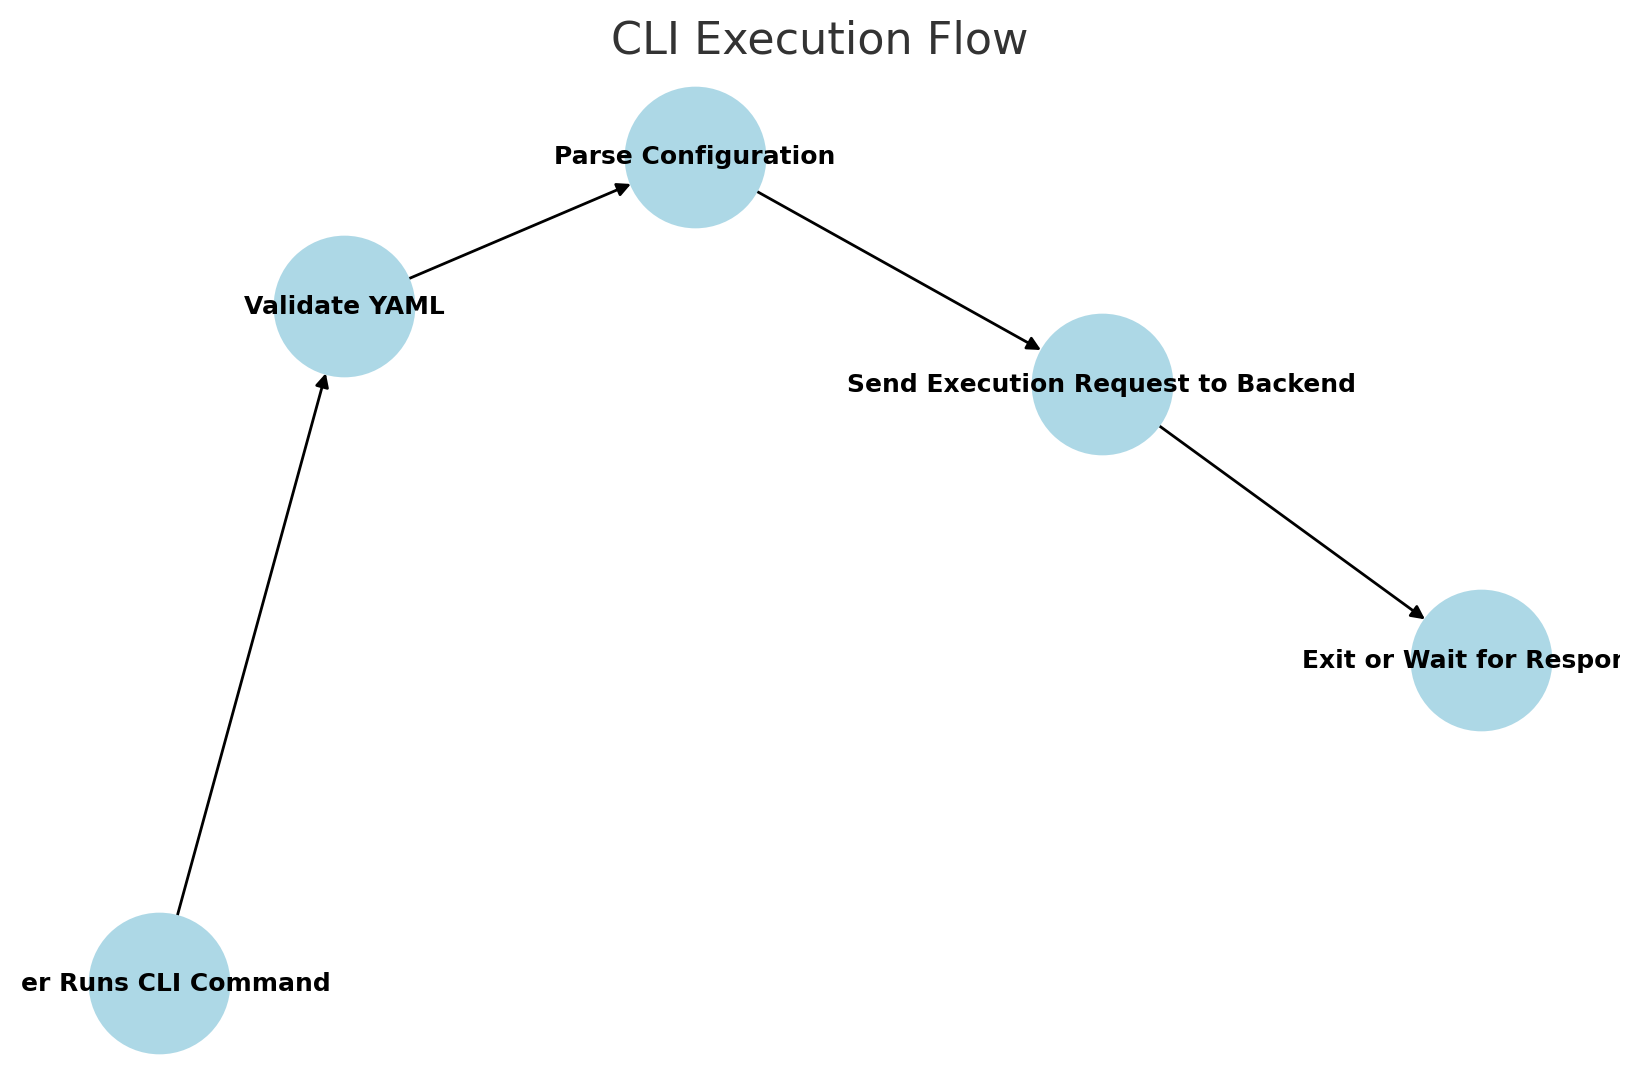 CLI Execution Flow
Parse Configuration
Validate YAML
Send Execution Request to Backend
Exit or Wait for
er Runs CLI Command